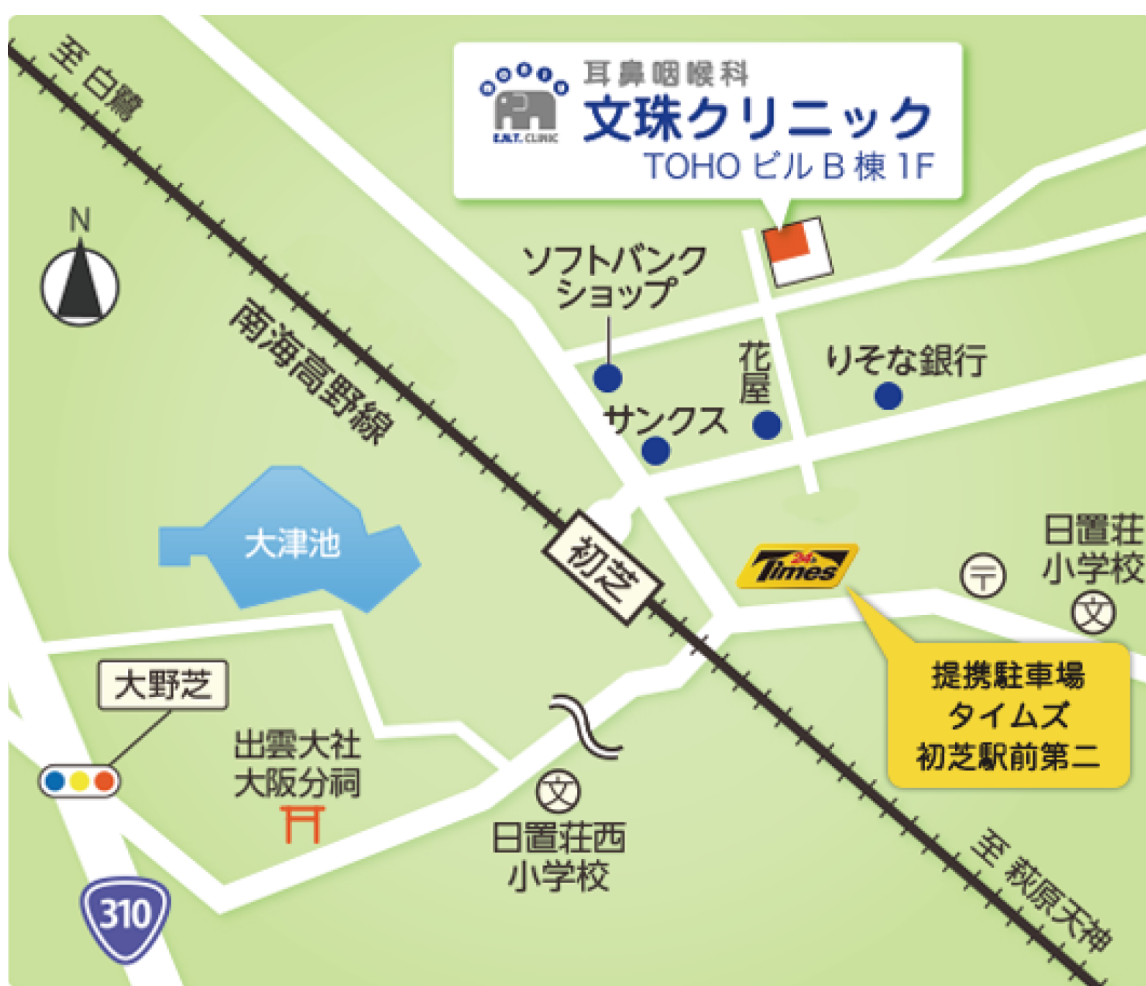 至 白鷺
monju
E.N.T. CLINIC
耳鼻咽喉科
文珠クリニック
TOHO ビル B 棟 1F
N
南海高野線
ソフトバンク
ショップ
花屋
りそな銀行
サンクス
大津池
初芝
24h
Times
〒
日置荘
小学校
文
大野芝
提携駐車場
タイムズ
初芝駅前第二
出雲大社
大阪分祠
文
日置荘西
小学校
310
至 萩原天神